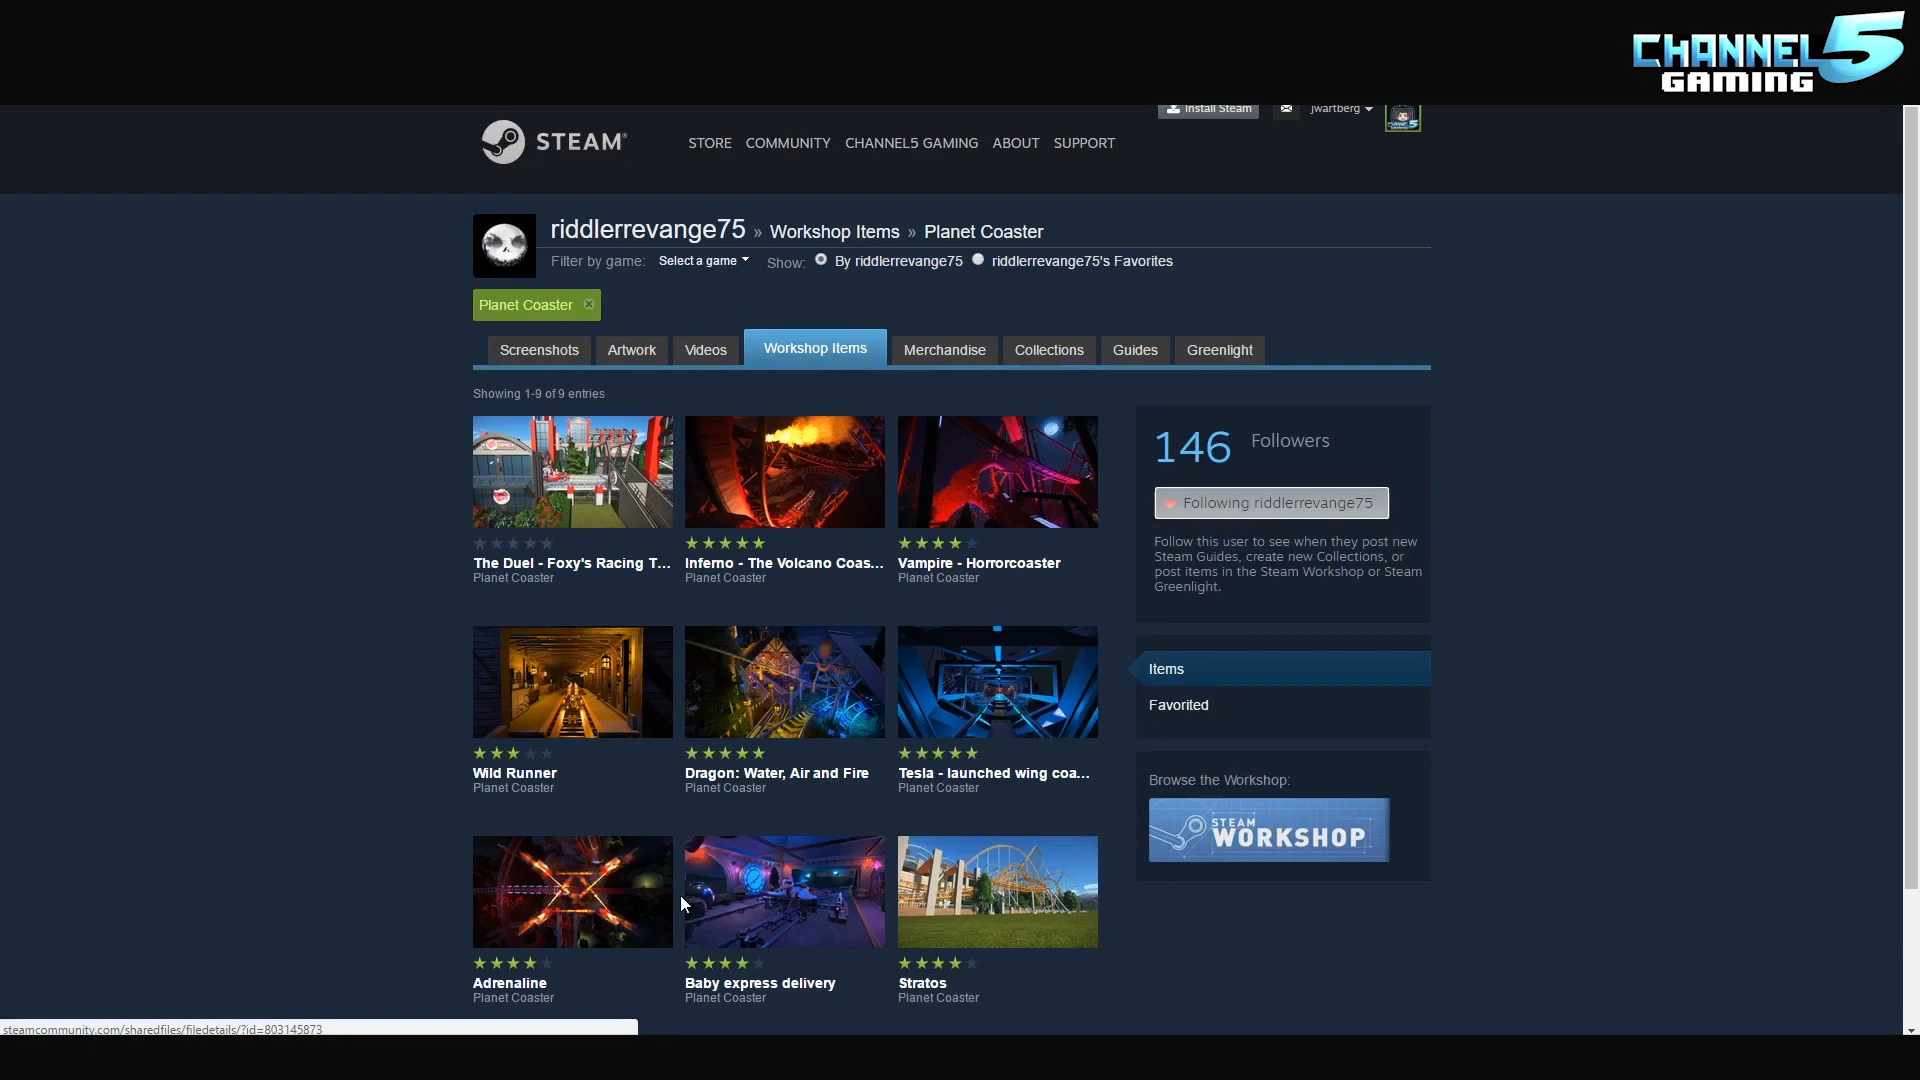 CHANNEL 5
GAMING
Install Steam
jwartberg
STEAM®
STORE COMMUNITY CHANNEL5 GAMING ABOUT SUPPORT
riddlerrevange75 » Workshop Items » Planet Coaster
Filter by game: Select a game Show: By riddlerrevange75 riddlerrevange75's Favorites
Planet Coaster
Screenshots Artwork Videos Workshop Items Merchandise Collections Guides Greenlight
Showing 1-9 of 9 entries
The Duel - Foxy's Racing T...
Planet Coaster
Inferno - The Volcano Coas...
Planet Coaster
Vampire - Horrorcoaster
Planet Coaster
Wild Runner
Planet Coaster
Dragon: Water, Air and Fire
Planet Coaster
Tesla - launched wing coa...
Planet Coaster
Adrenaline
Planet Coaster
Baby express delivery
Planet Coaster
Stratos
Planet Coaster
146 Followers
Following riddlerrevange75
Follow this user to see when they post new
Steam Guides, create new Collections, or
post items in the Steam Workshop or Steam
Greenlight.
Items
Favorited
Browse the Workshop:
STEAM
WORKSHOP
steamcommunity.com/sharedfiles/filedetails/?id=803145873